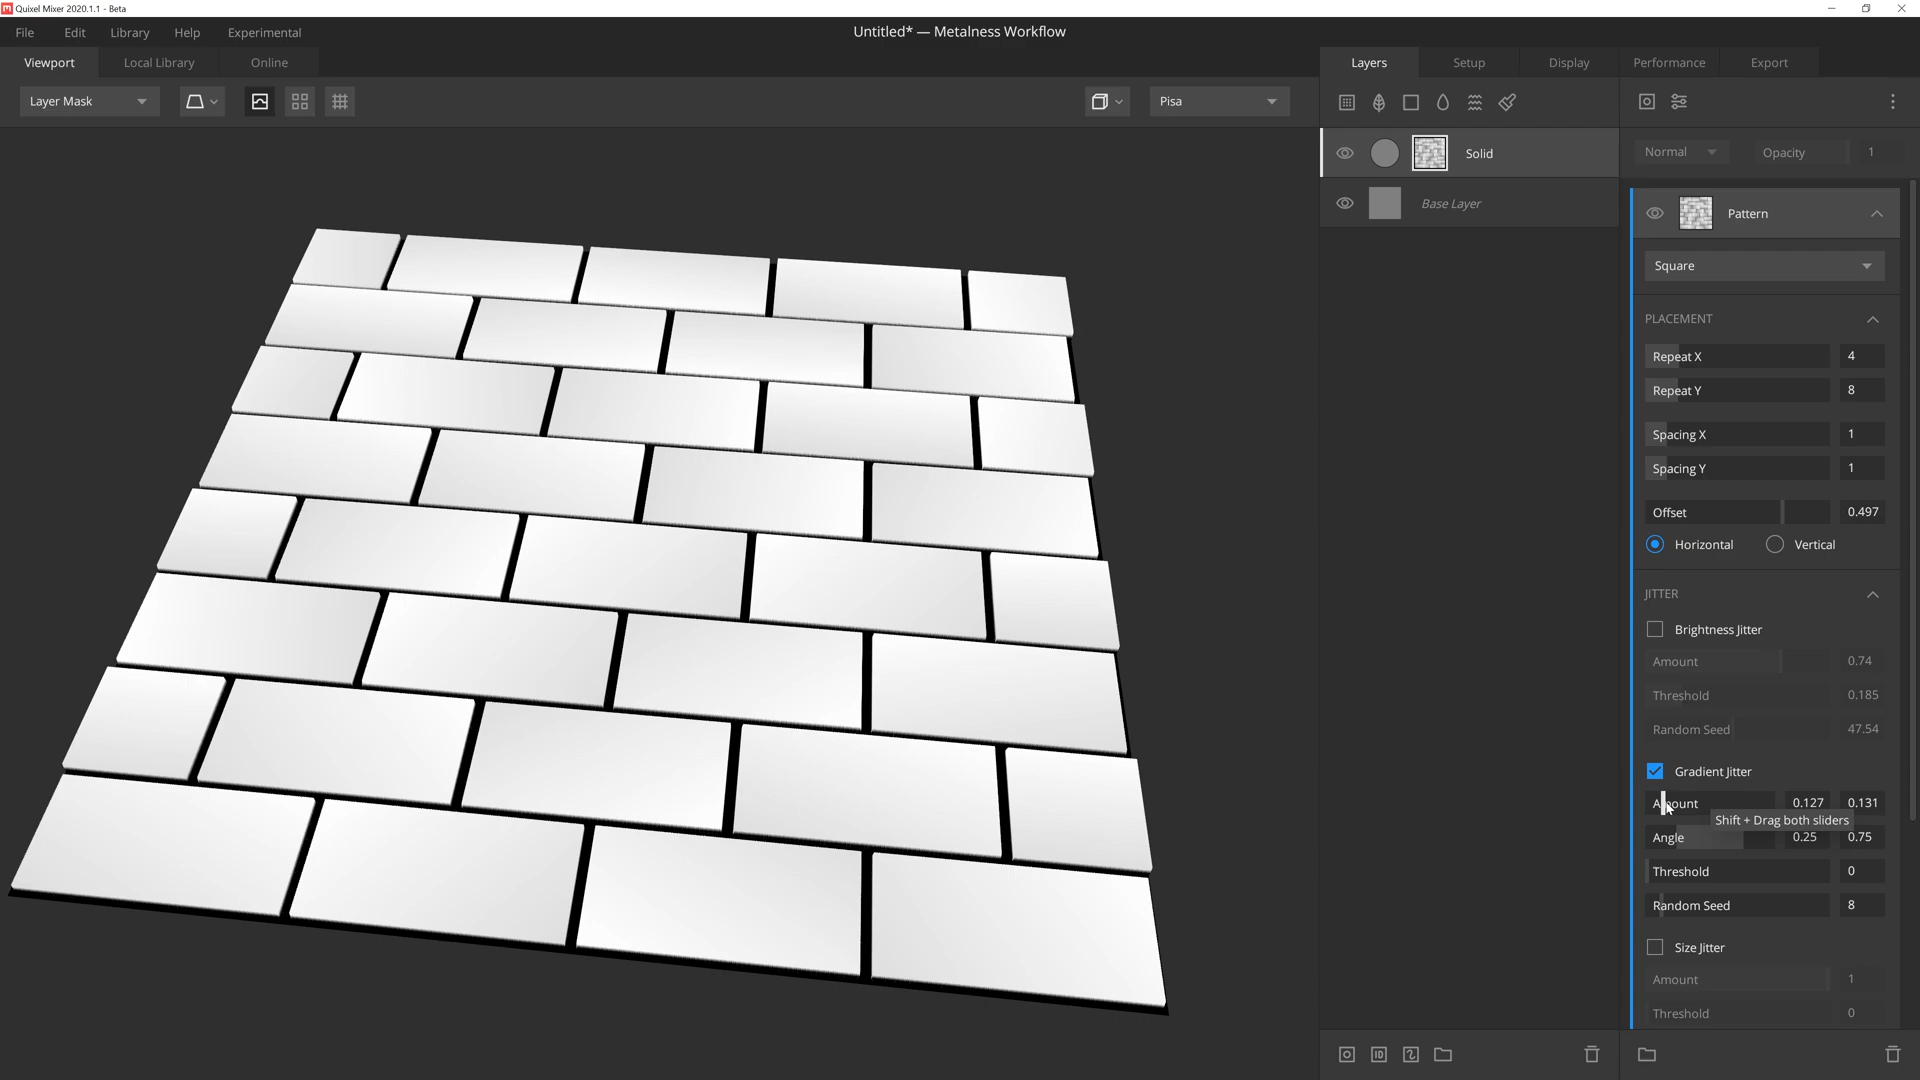 Quixel Mixer 2020.1.1 - Beta
File Edit Library Help Experimental
Untitled* — Metalness Workflow
Viewport Local Library Online
Layers Setup Display Performance Export
Layer Mask
Pisa
Solid
Base Layer
Normal Opacity 1
Pattern
Square
PLACEMENT
Repeat X 4
Repeat Y 8
Spacing X 1
Spacing Y 1
Offset 0.497
Horizontal Vertical
JITTER
Brightness Jitter
Amount 0.74
Threshold 0.185
Random Seed 47.54
Gradient Jitter
Amount 0.127 0.131
Shift + Drag both sliders
Angle 0.25 0.75
Threshold 0
Random Seed 8
Size Jitter
Amount 1
Threshold 0
ID